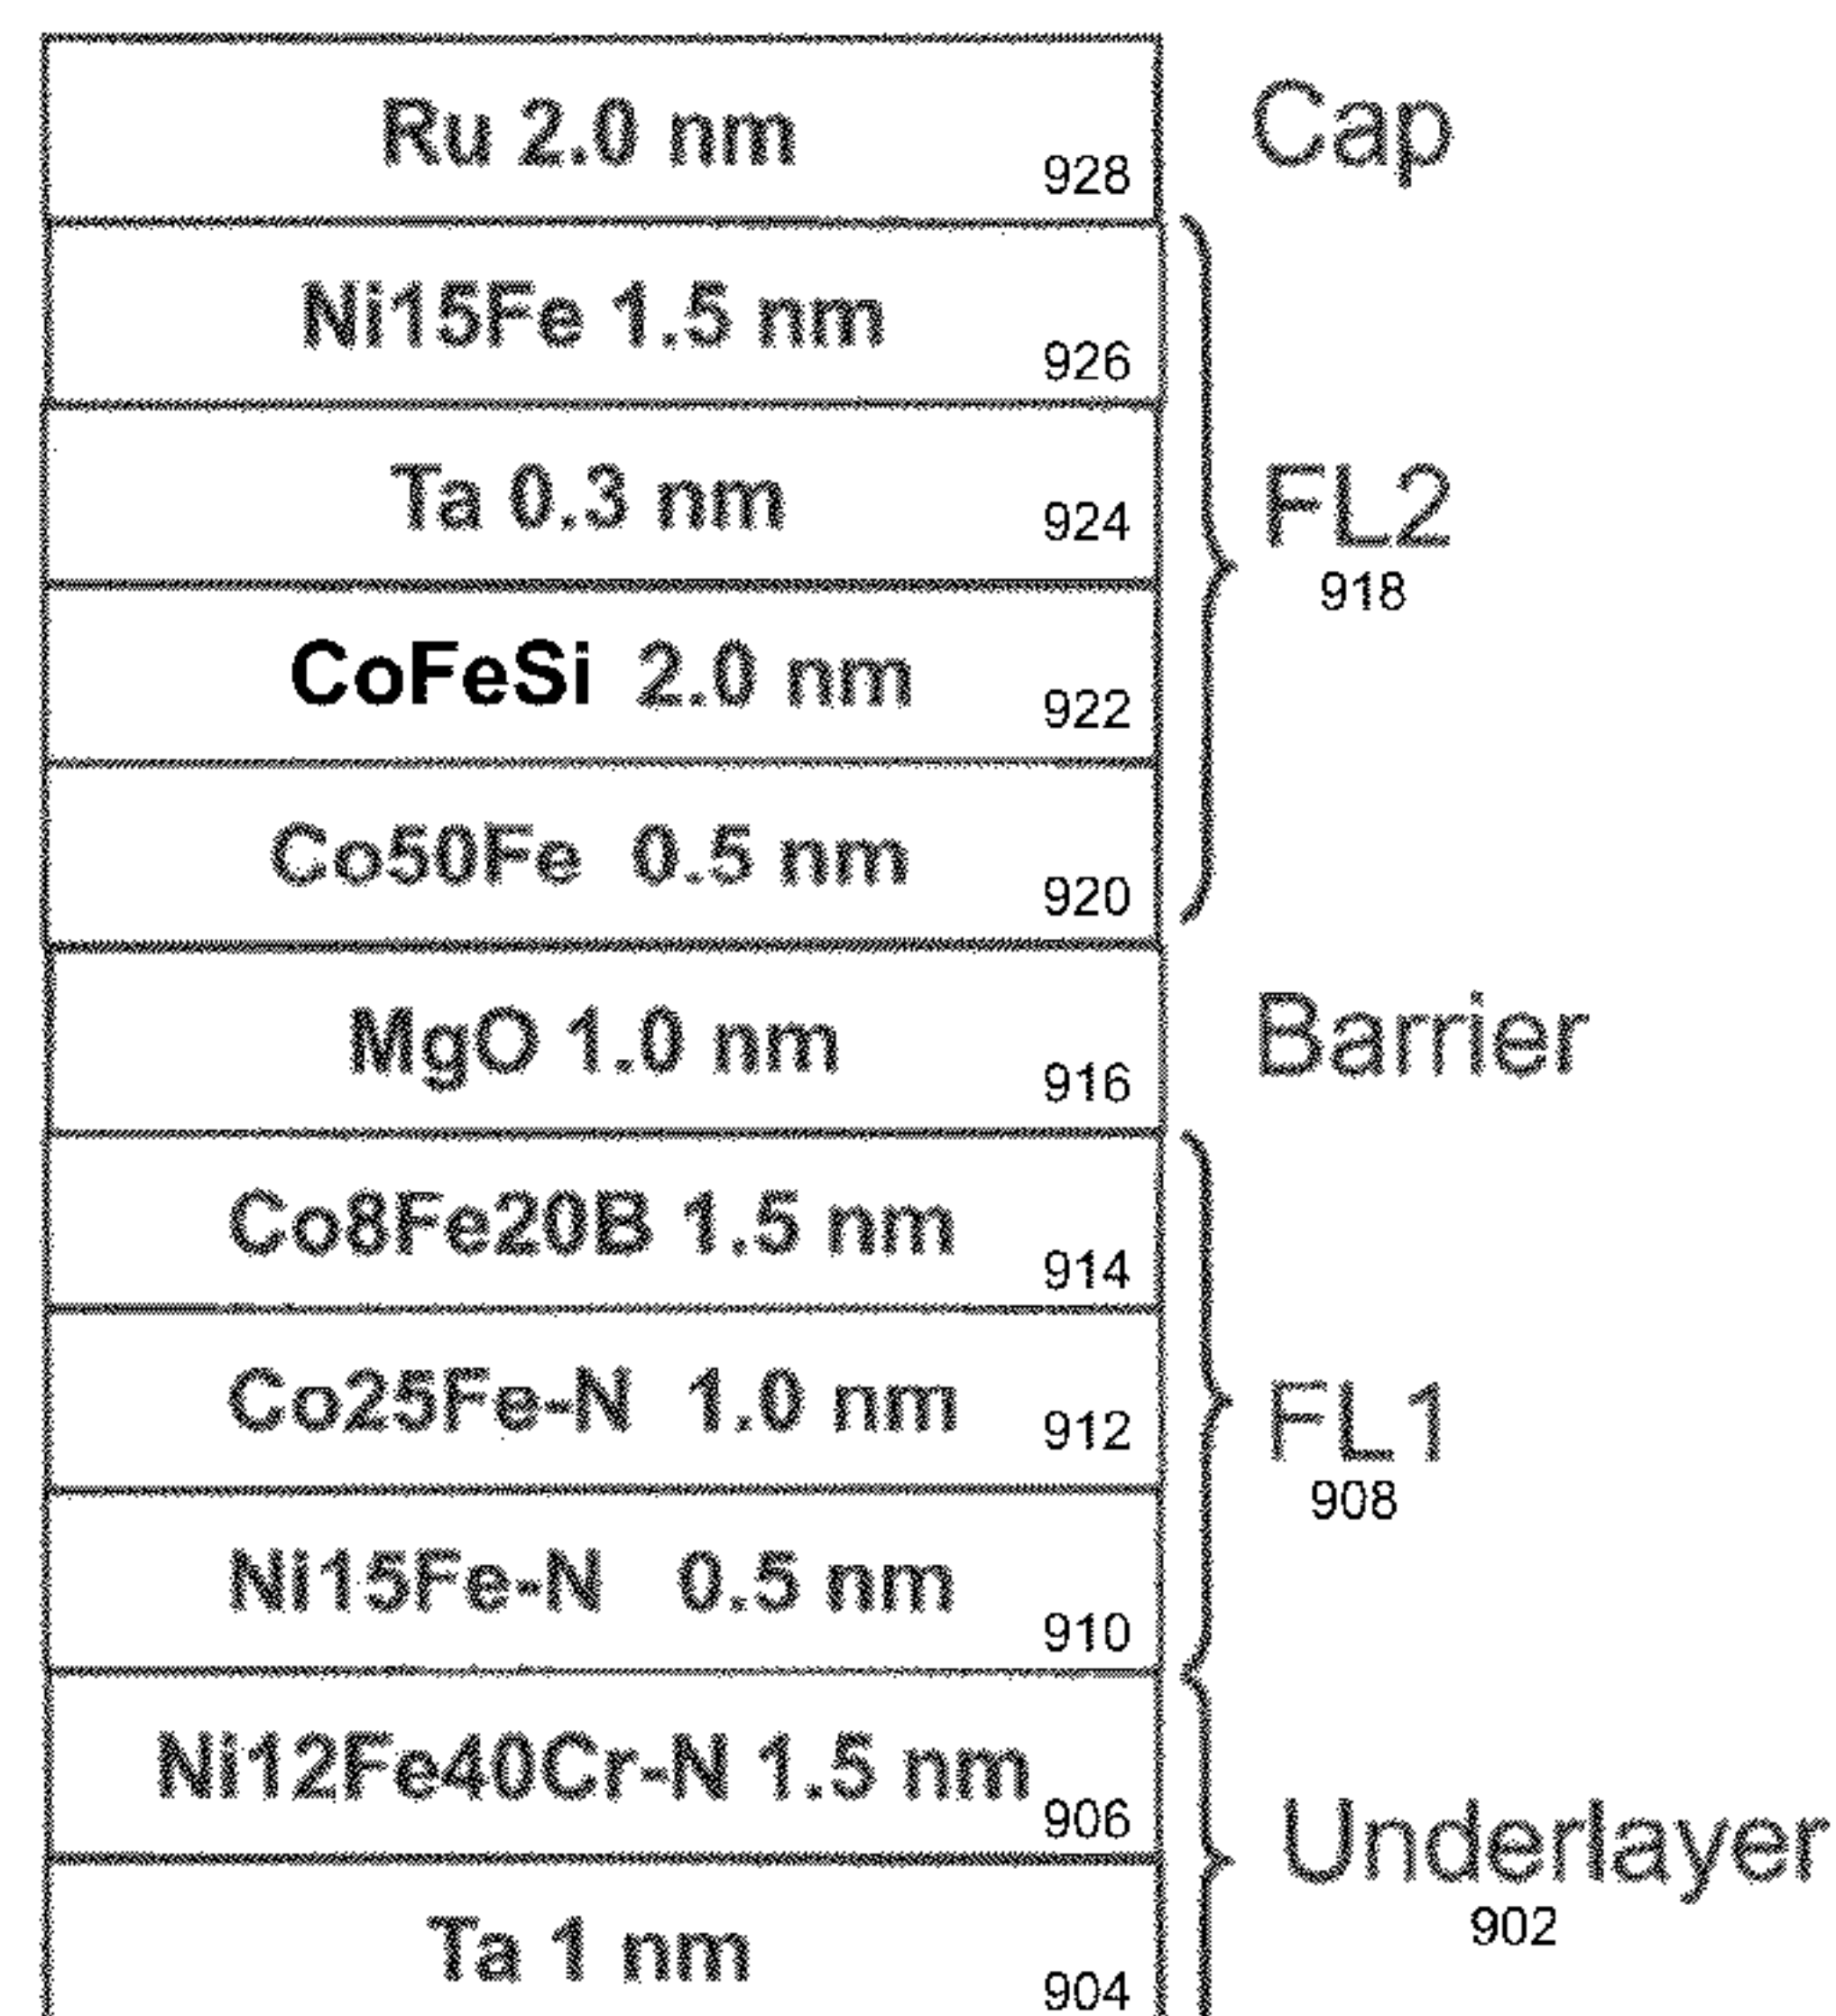 Ru 2.0 nm 928 Cap
Ni15Fe 1.5 nm 926
Ta 0.3 nm 924 FL2
918
CoFeSi 2.0 nm 922
Co50Fe 0.5 nm 920
MgO 1.0 nm 916 Barrier
Co8Fe20B 1.5 nm 914
Co25Fe-N 1.0 nm 912 FL1
908
Ni15Fe-N 0.5 nm 910
Ni12Fe40Cr-N 1.5 nm 906 Underlayer
902
Ta 1 nm 904